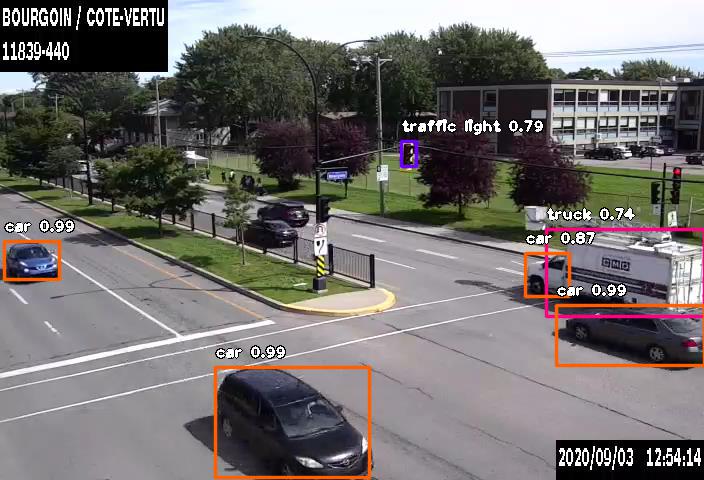 BOURGOIN / COTE-VERTU
11839-440
traffic light 0.79
truck 0.74
car 0.99
car 0.87
CMQ
car 0.99
car 0.99
2020/09/03 12:54:14